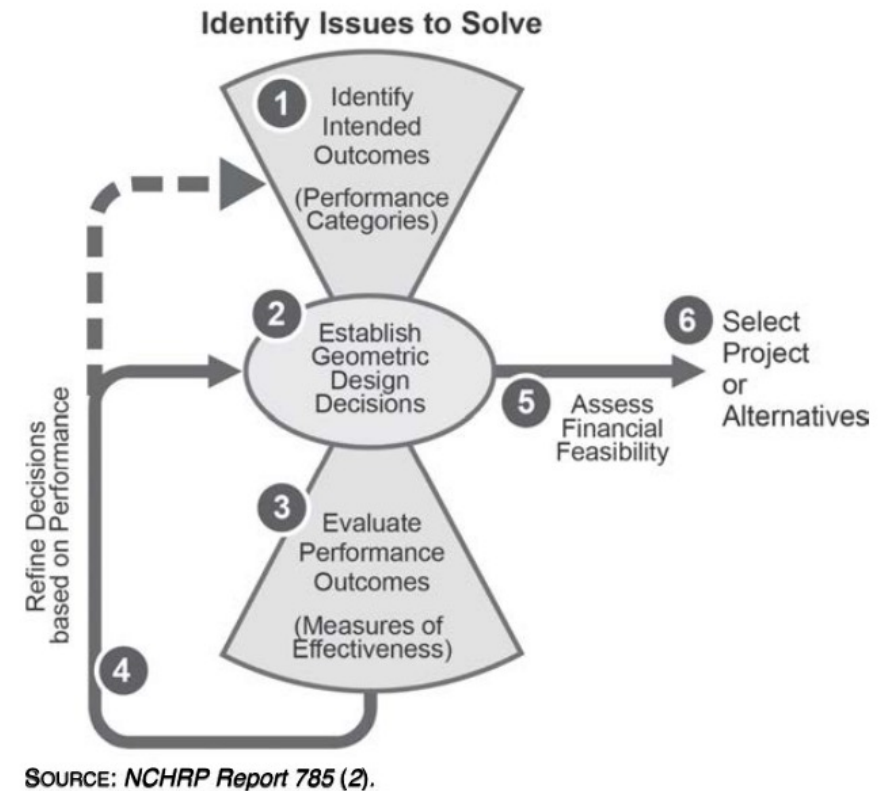 Identify Issues to Solve
1
Identify
Intended
Outcomes
(Performance
Categories)
2
Establish
Geometric
Design
Decisions
3
Evaluate
Performance
Outcomes
(Measures of
Effectiveness)
4
Refine Decisions
based on Performance
5
Assess
Financial
Feasibility
6
Select
Project
or
Alternatives
SOURCE: NCHRP Report 785 (2).